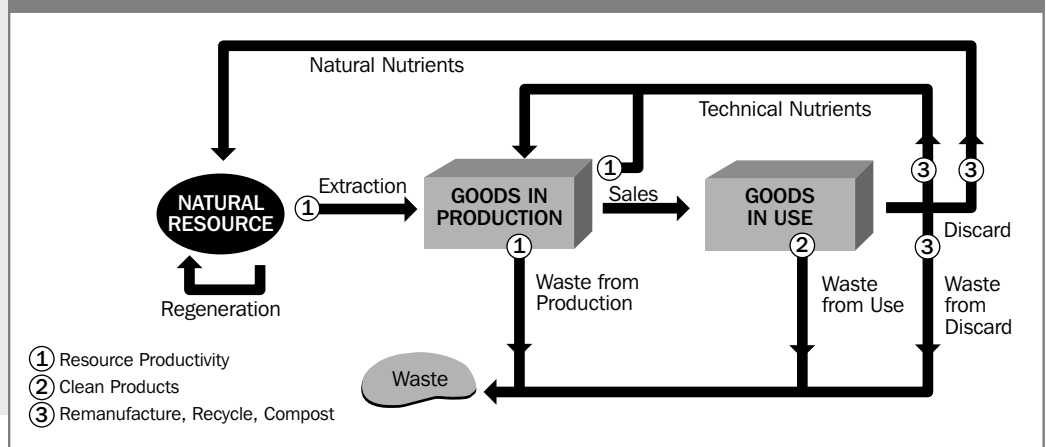 Natural Nutrients
Technical Nutrients
NATURAL
RESOURCE
1
Extraction
GOODS IN
PRODUCTION
1
1
Sales
GOODS
IN USE
2
3
3
3
Discard
Regeneration
Waste from
Production
Waste
from Use
Waste
from
Discard
Waste
1 Resource Productivity
2 Clean Products
3 Remanufacture, Recycle, Compost